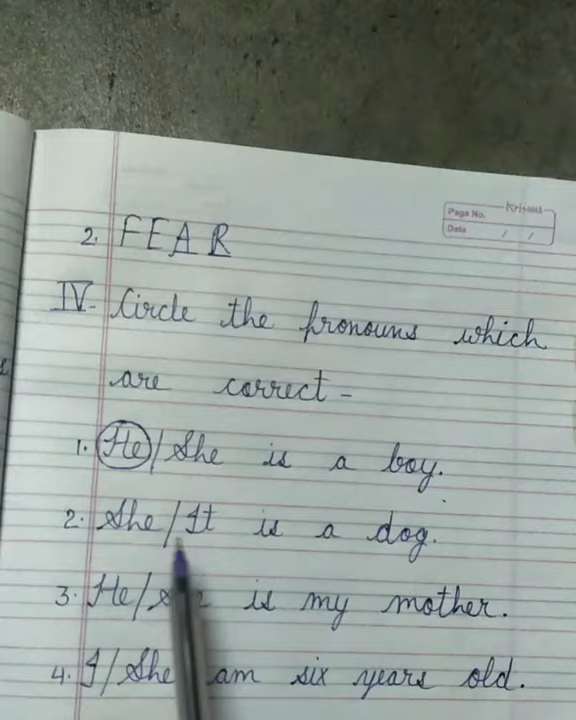 Krishna
Page No.
Date / /
2. FEAR
IV- Circle the pronouns which
are correct -
1. He/She is a boy.
2. She/It is a dog.
3. He/ is my mother.
4. I/She am six years old.